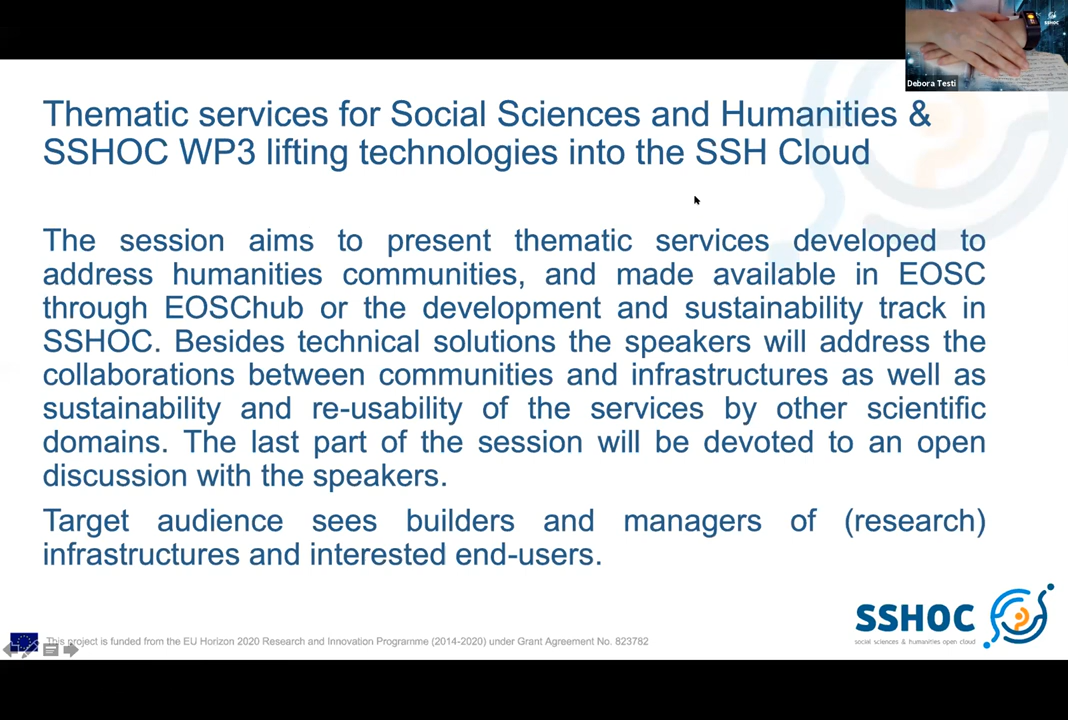 SSHOC
Debora Testi
Thematic services for Social Sciences and Humanities &
SSHOC WP3 lifting technologies into the SSH Cloud
The session aims to present thematic services developed to
address humanities communities, and made available in EOSC
through EOSChub or the development and sustainability track in
SSHOC. Besides technical solutions the speakers will address the
collaborations between communities and infrastructures as well as
sustainability and re-usability of the services by other scientific
domains. The last part of the session will be devoted to an open
discussion with the speakers.
Target audience sees builders and managers of (research)
infrastructures and interested end-users.
SSHOC
social sciences & humanities open cloud
This project is funded from the EU Horizon 2020 Research and Innovation Programme (2014-2020) under Grant Agreement No. 823782